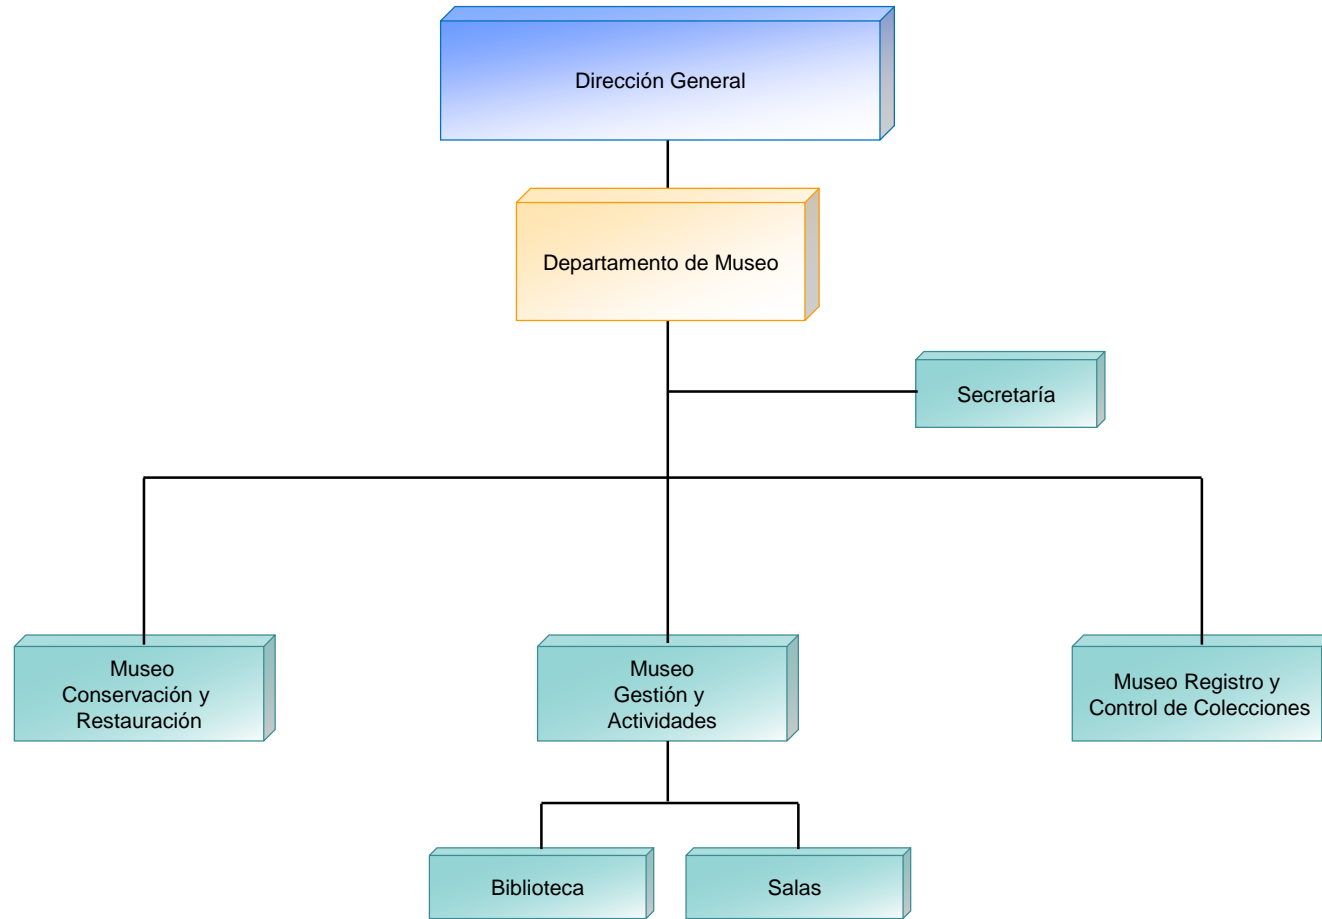 Dirección General
Departamento de Museo
Secretaría
Museo
Conservación y
Restauración
Museo
Gestión y
Actividades
Museo Registro y
Control de Colecciones
Biblioteca
Salas